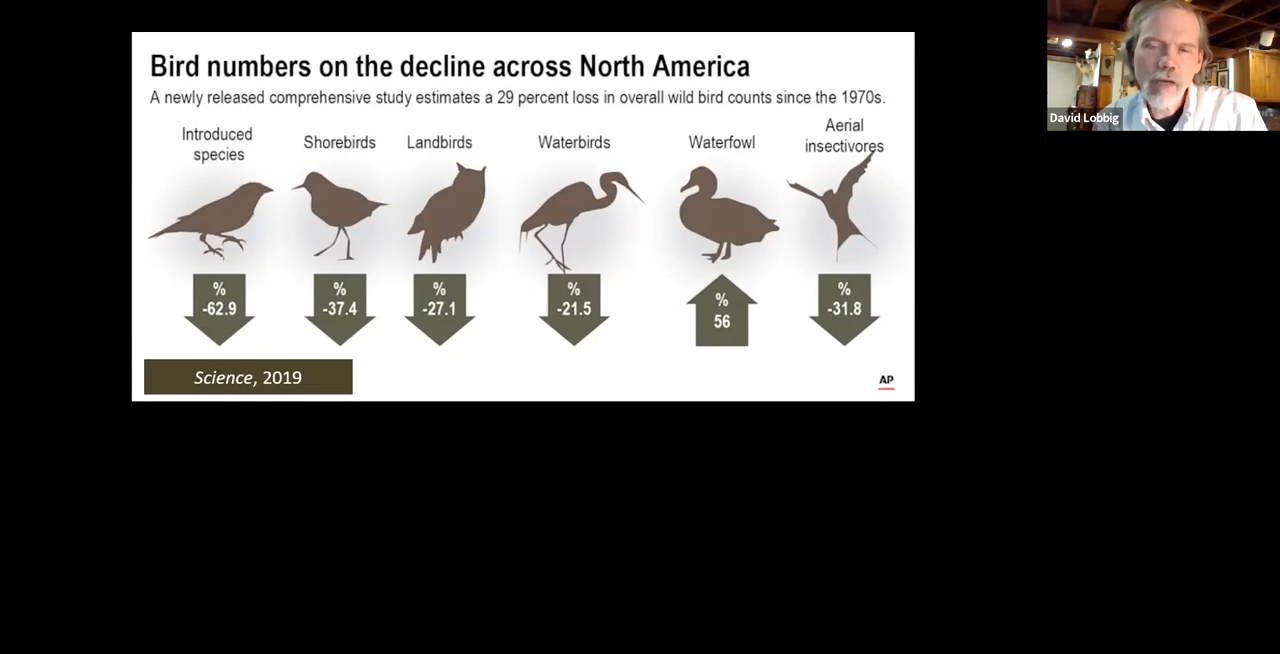 Bird numbers on the decline across North America
A newly released comprehensive study estimates a 29 percent loss in overall wild bird counts since the 1970s.
Introduced
species
Shorebirds
Landbirds
Waterbirds
Waterfowl
Aerial
insectivores
%
-62.9
%
-37.4
%
-27.1
%
-21.5
%
56
%
-31.8
Science, 2019
AP
David Lobbig